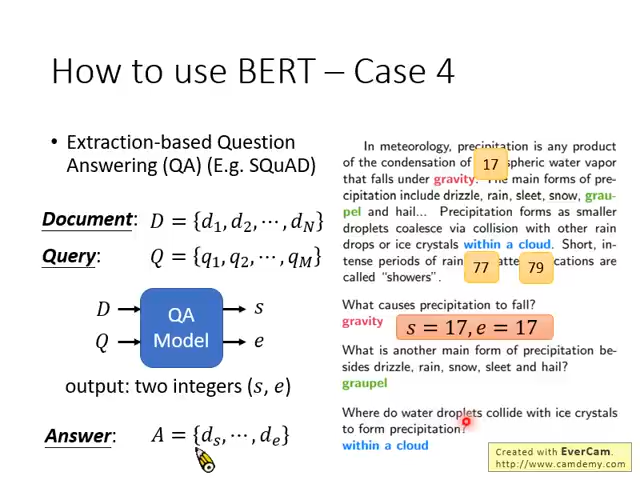 How to use BERT – Case 4
• Extraction-based Question
Answering (QA) (E.g. SQuAD)
Document: D = {d₁, d₂, ⋯, d_N}
Query: Q = {q₁, q₂, ⋯, q_M}
D
Q
QA
Model
s
e
output: two integers (s, e)
Answer: A = {d_s, ⋯, d_e}
In meteorology, precipitation is any product
of the condensation of 17 spheric water vapor
that falls under gravity. The main forms of pre-
cipitation include drizzle, rain, sleet, snow, grau-
pel and hail... Precipitation forms as smaller
droplets coalesce via collision with other rain
drops or ice crystals within a cloud. Short, in-
tense periods of rain 77 atte 79 cations are
called “showers”.
What causes precipitation to fall?
gravity
s = 17, e = 17
What is another main form of precipitation be-
sides drizzle, rain, snow, sleet and hail?
graupel
Where do water droplets collide with ice crystals
to form precipitation?
within a cloud
Created with EverCam.
http://www.camdemy.com